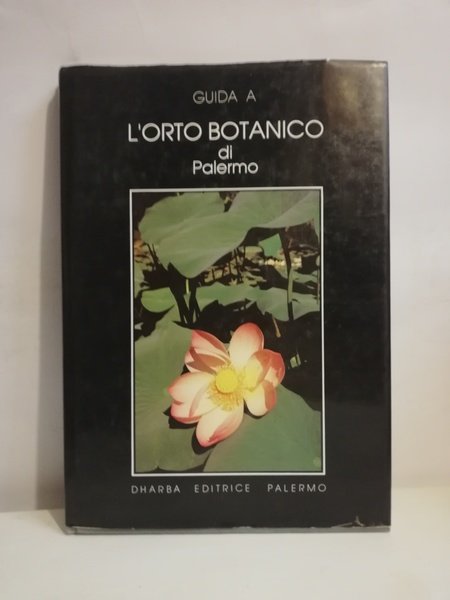 GUIDA A
L'ORTO BOTANICO
di
Palermo
DHARBA EDITRICE PALERMO